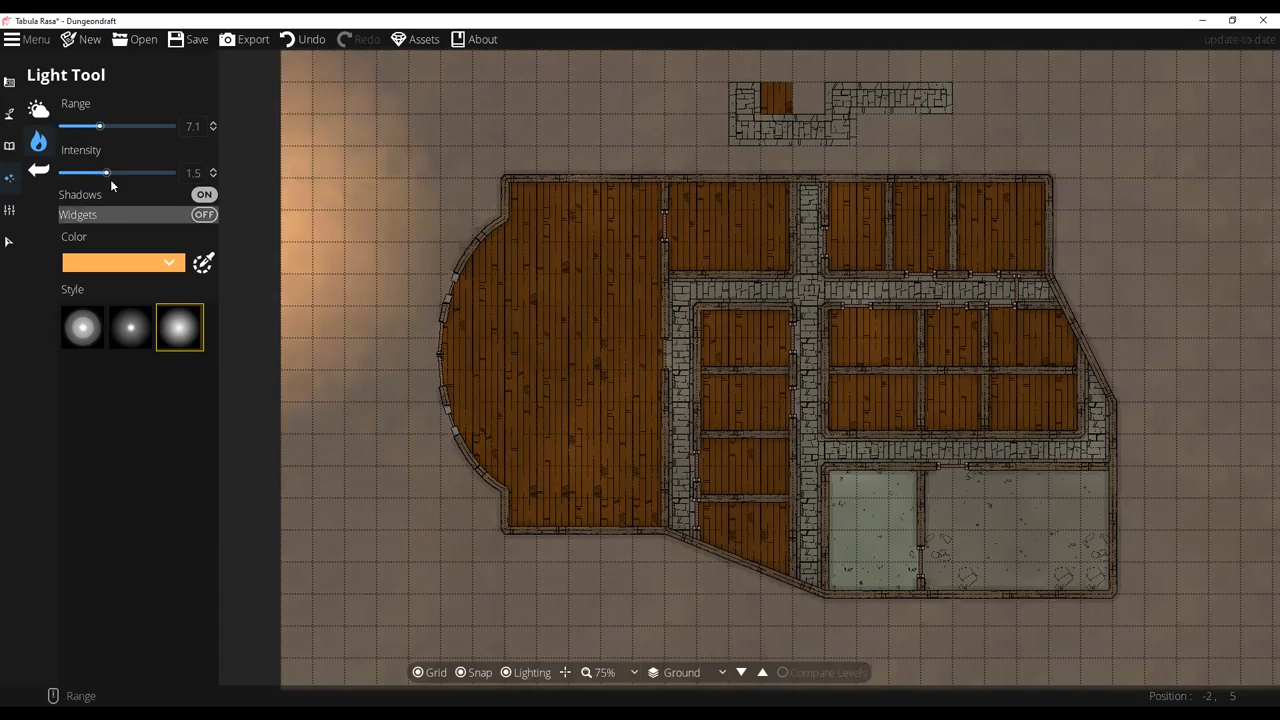 Tabula Rasa* - Dungeondraft
Menu New Open Save Export Undo Redo Assets About update-to-date
Light Tool
Range
7.1
Intensity
1.5
Shadows ON
Widgets OFF
Color
Style
Grid Snap Lighting 75% Ground Compare Levels
Range Position : -2, 5